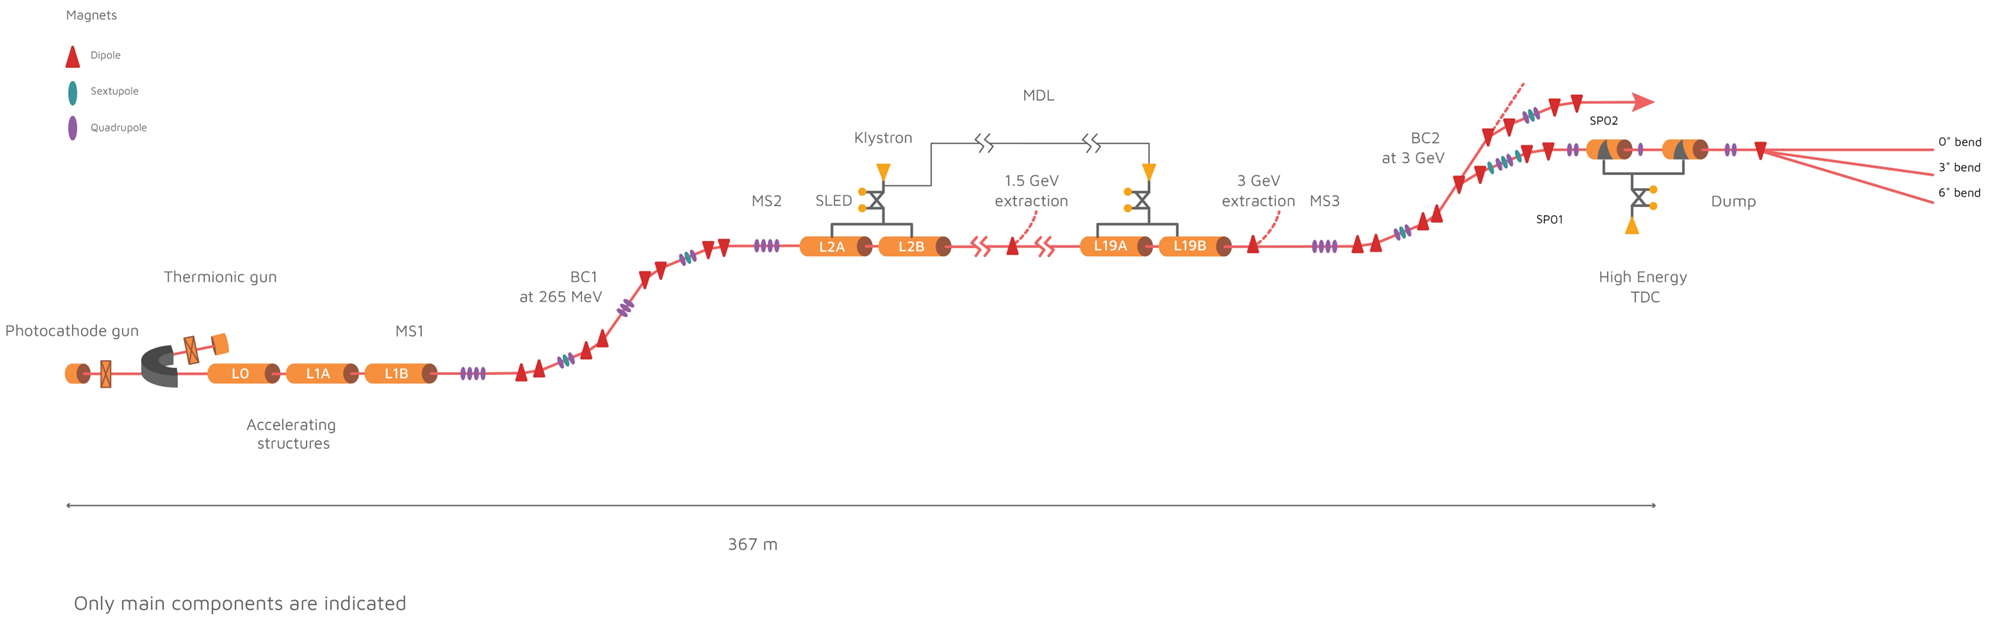 Magnets
Dipole
Sextupole
Quadrupole
MDL
Klystron
BC2
at 3 GeV
SP02
0° bend
3° bend
6° bend
MS2
SLED
1.5 GeV
extraction
3 GeV
extraction
MS3
SP01
Dump
L2A
L2B
L19A
L19B
Thermionic gun
BC1
at 265 MeV
High Energy
TDC
Photocathode gun
MS1
L0
L1A
L1B
Accelerating
structures
367 m
Only main components are indicated